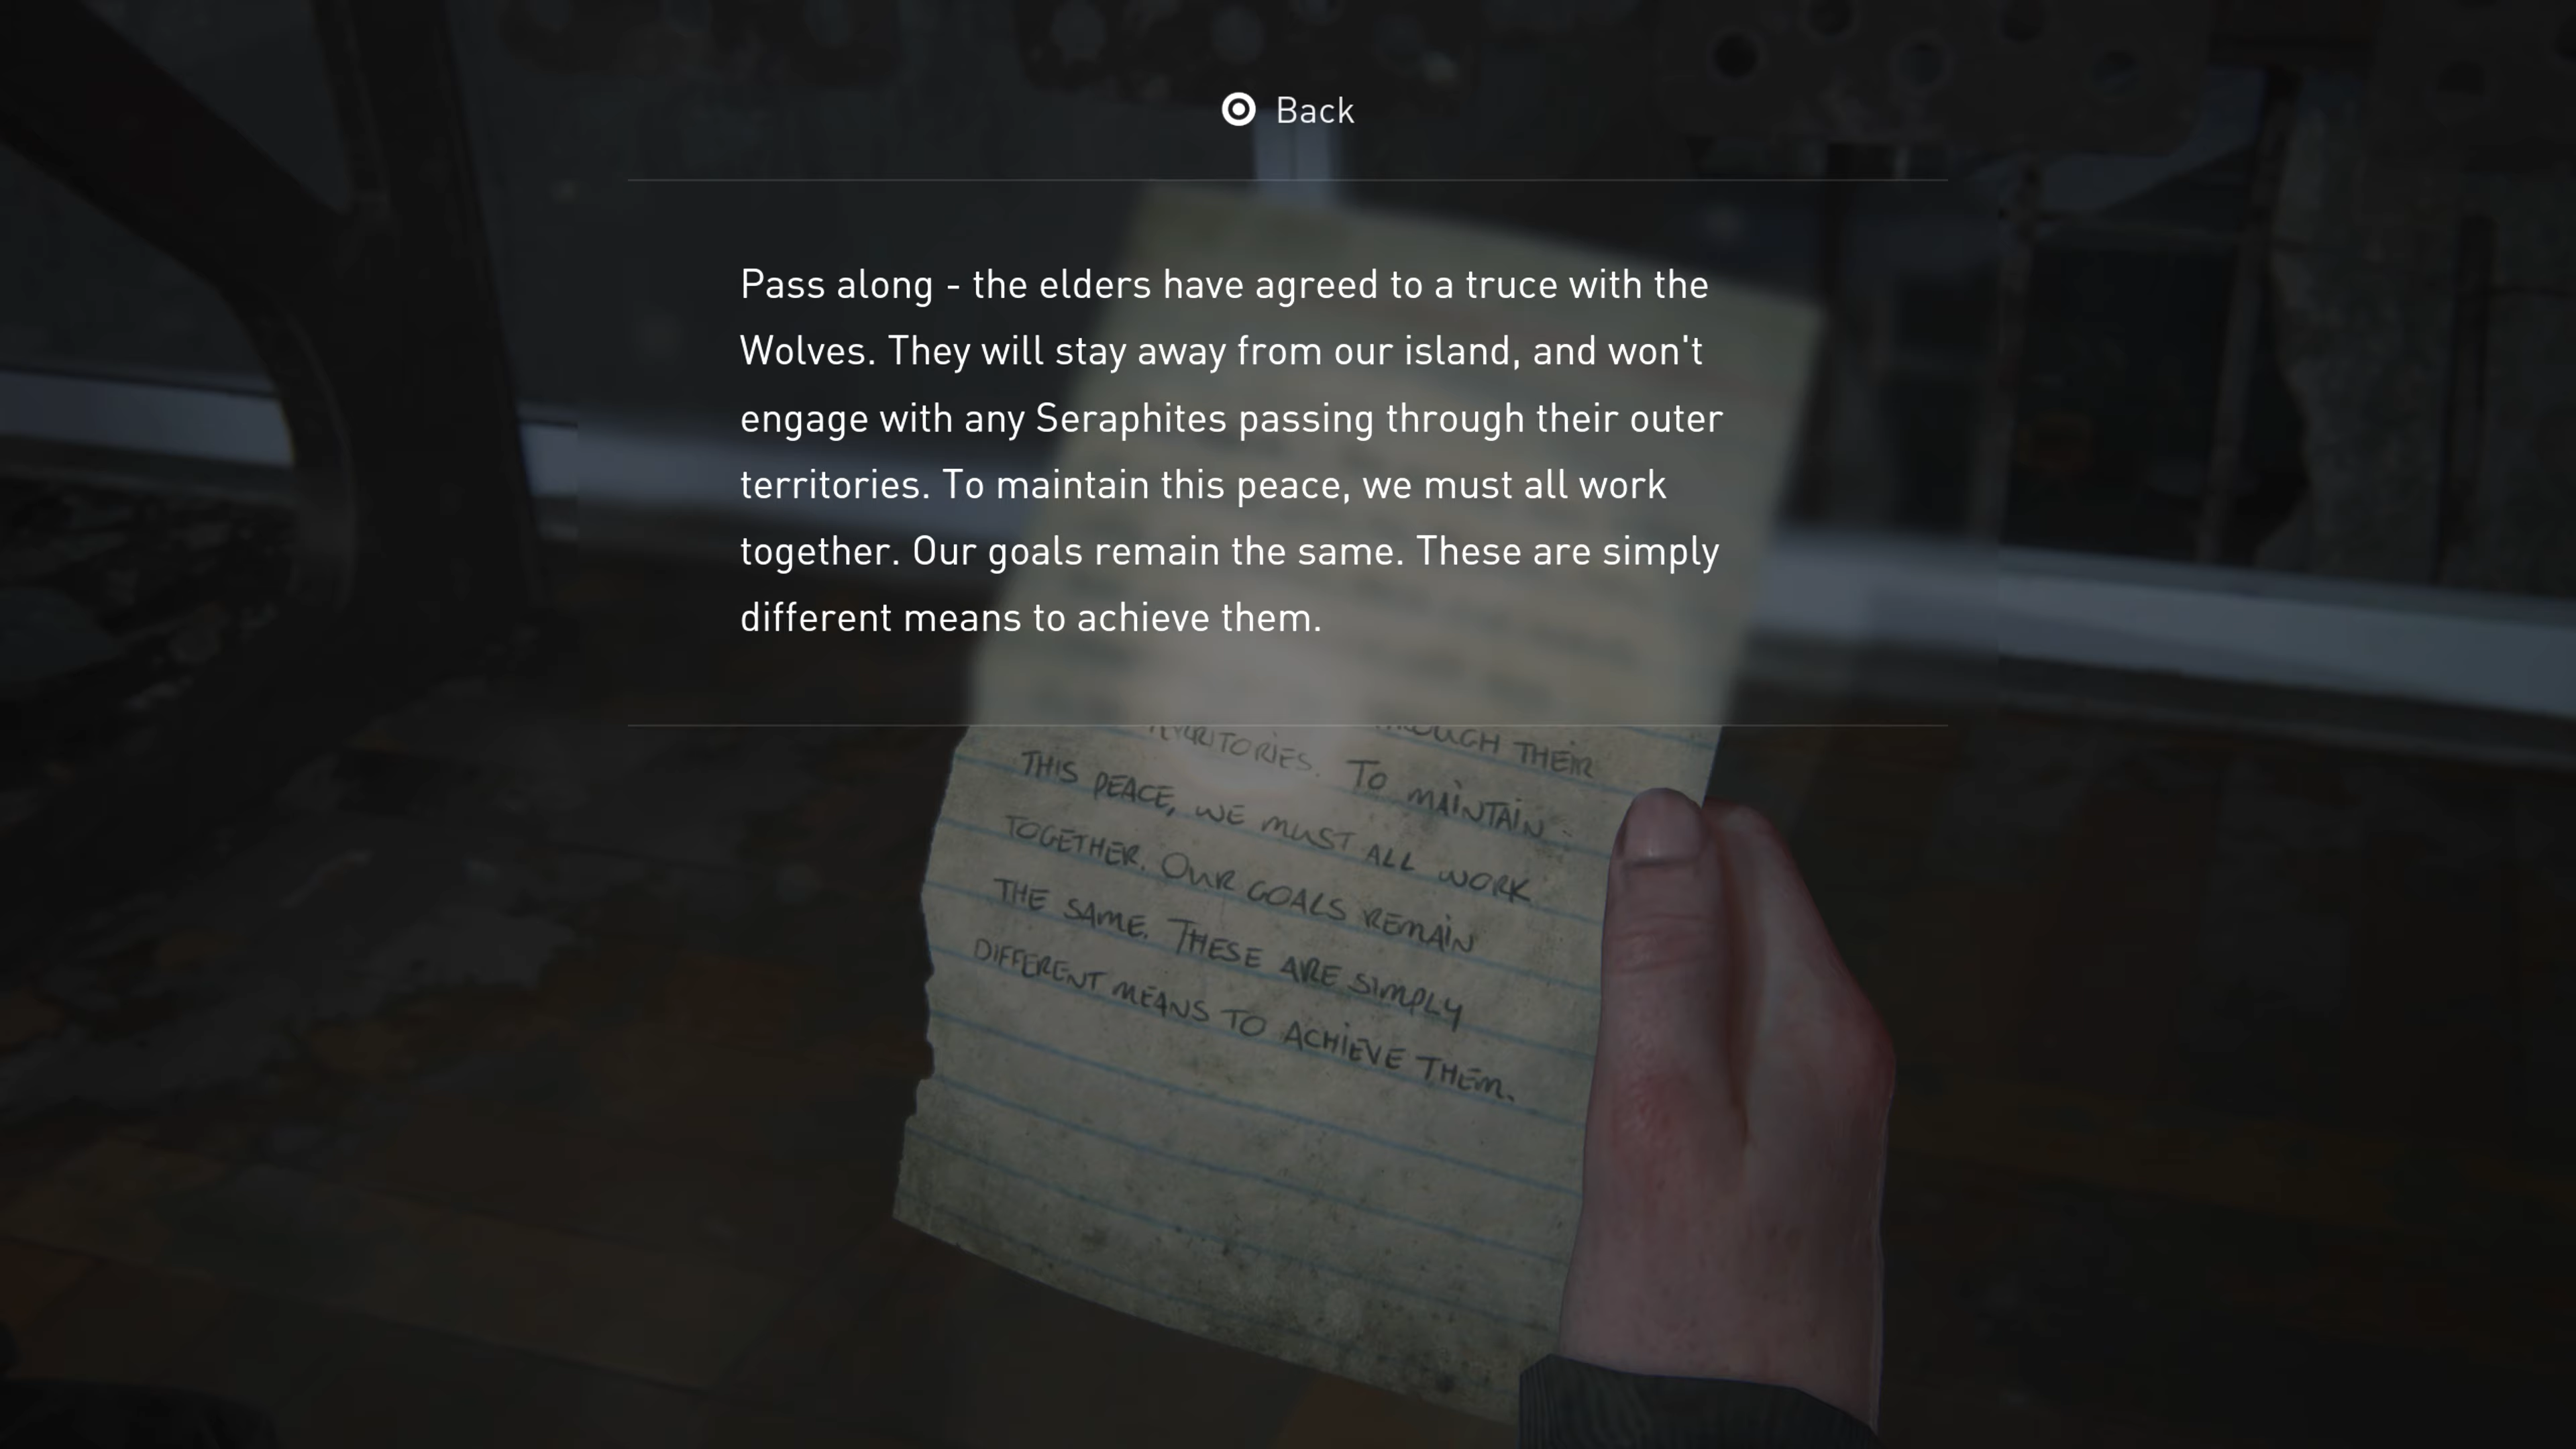 Back
Pass along - the elders have agreed to a truce with the
Wolves. They will stay away from our island, and won't
engage with any Seraphites passing through their outer
territories. To maintain this peace, we must all work
together. Our goals remain the same. These are simply
different means to achieve them.
THROUGH THEIR
TERRITORIES. TO MAINTAIN
THIS PEACE, WE MUST ALL WORK
TOGETHER. OUR GOALS REMAIN
THE SAME. THESE ARE SIMPLY
DIFFERENT MEANS TO ACHIEVE THEM.